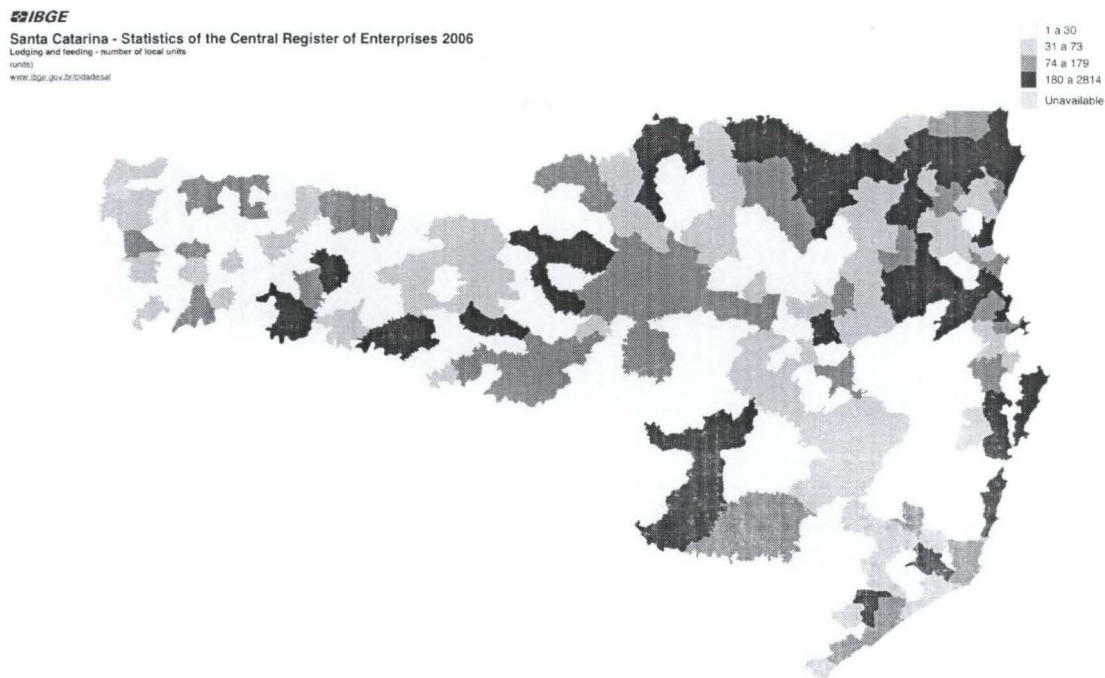 IBGE
Santa Catarina - Statistics of the Central Register of Enterprises 2006
Lodging and feeding - number of local units
(units)
www.ibge.gov.br/cidadesat
1 a 30
31 a 73
74 a 179
180 a 2814
Unavailable